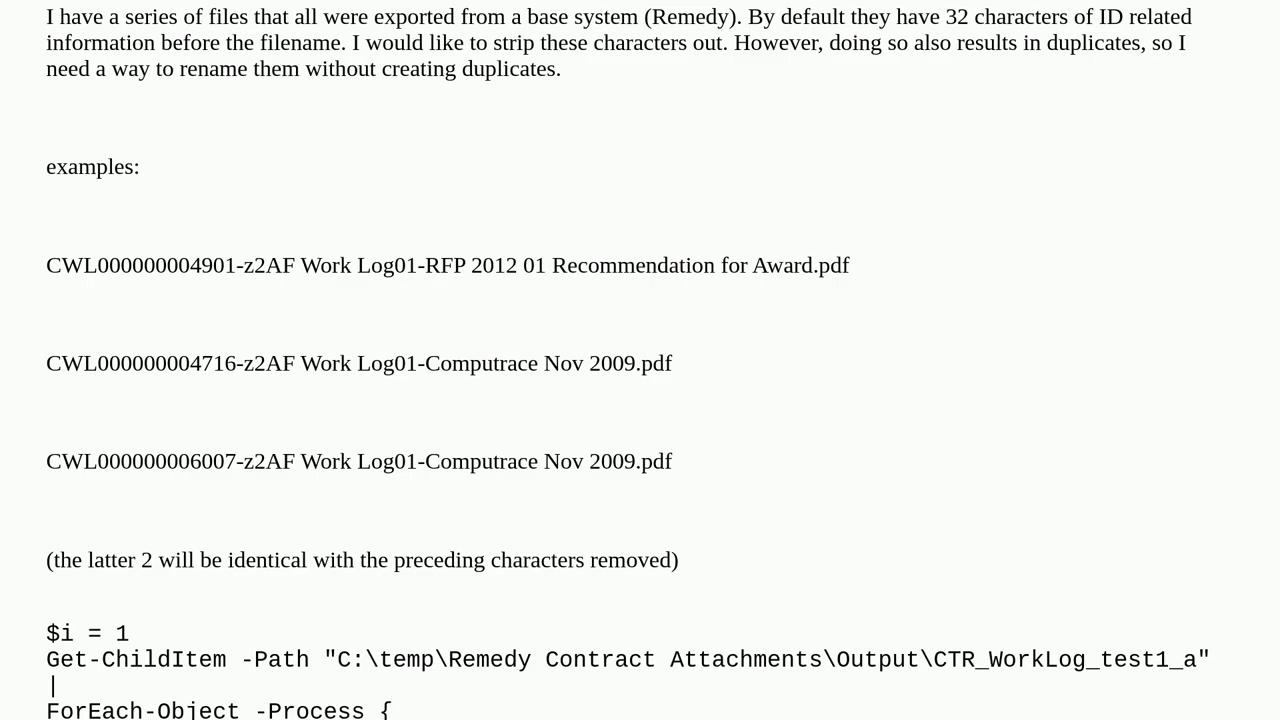 I have a series of files that all were exported from a base system (Remedy). By default they have 32 characters of ID related
information before the filename. I would like to strip these characters out. However, doing so also results in duplicates, so I
need a way to rename them without creating duplicates.
examples:
CWL000000004901-z2AF Work Log01-RFP 2012 01 Recommendation for Award.pdf
CWL000000004716-z2AF Work Log01-Computrace Nov 2009.pdf
CWL000000006007-z2AF Work Log01-Computrace Nov 2009.pdf
(the latter 2 will be identical with the preceding characters removed)
$i = 1
Get-ChildItem -Path "C:\temp\Remedy Contract Attachments\Output\CTR_WorkLog_test1_a"
|
ForEach-Object -Process {